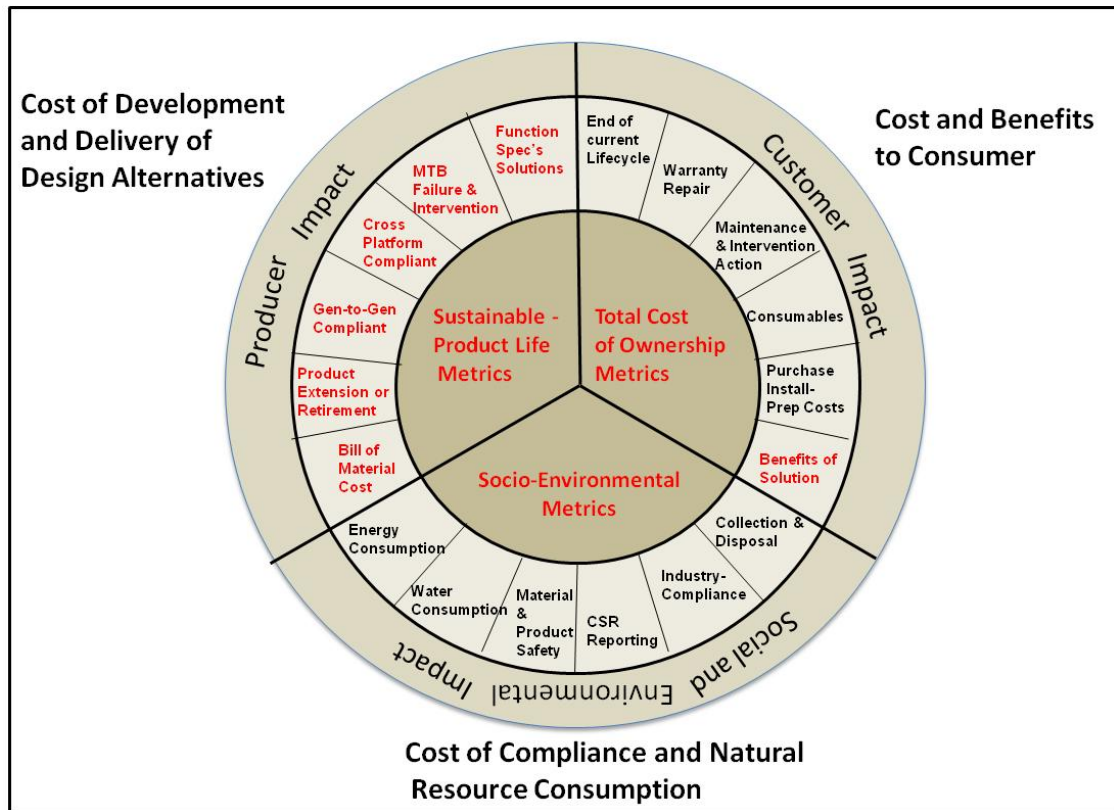 Cost of Development
and Delivery of
Design Alternatives
Cost and Benefits
to Consumer
Producer Impact
Customer Impact
Social and Environmental Impact
Function
Spec's
Solutions
MTB
Failure &
Intervention
Cross
Platform
Compliant
Gen-to-Gen
Compliant
Product
Extension or
Retirement
Bill of
Material
Cost
End of
current
Lifecycle
Warranty
Repair
Maintenance
& Intervention
Action
Consumables
Purchase
Install-
Prep Costs
Benefits of
Solution
Sustainable -
Product Life
Metrics
Total Cost
of Ownership
Metrics
Socio-Environmental
Metrics
Energy
Consumption
Water
Consumption
Material
&
Product
Safety
CSR
Reporting
Industry-
Compliance
Collection &
Disposal
Cost of Compliance and Natural
Resource Consumption